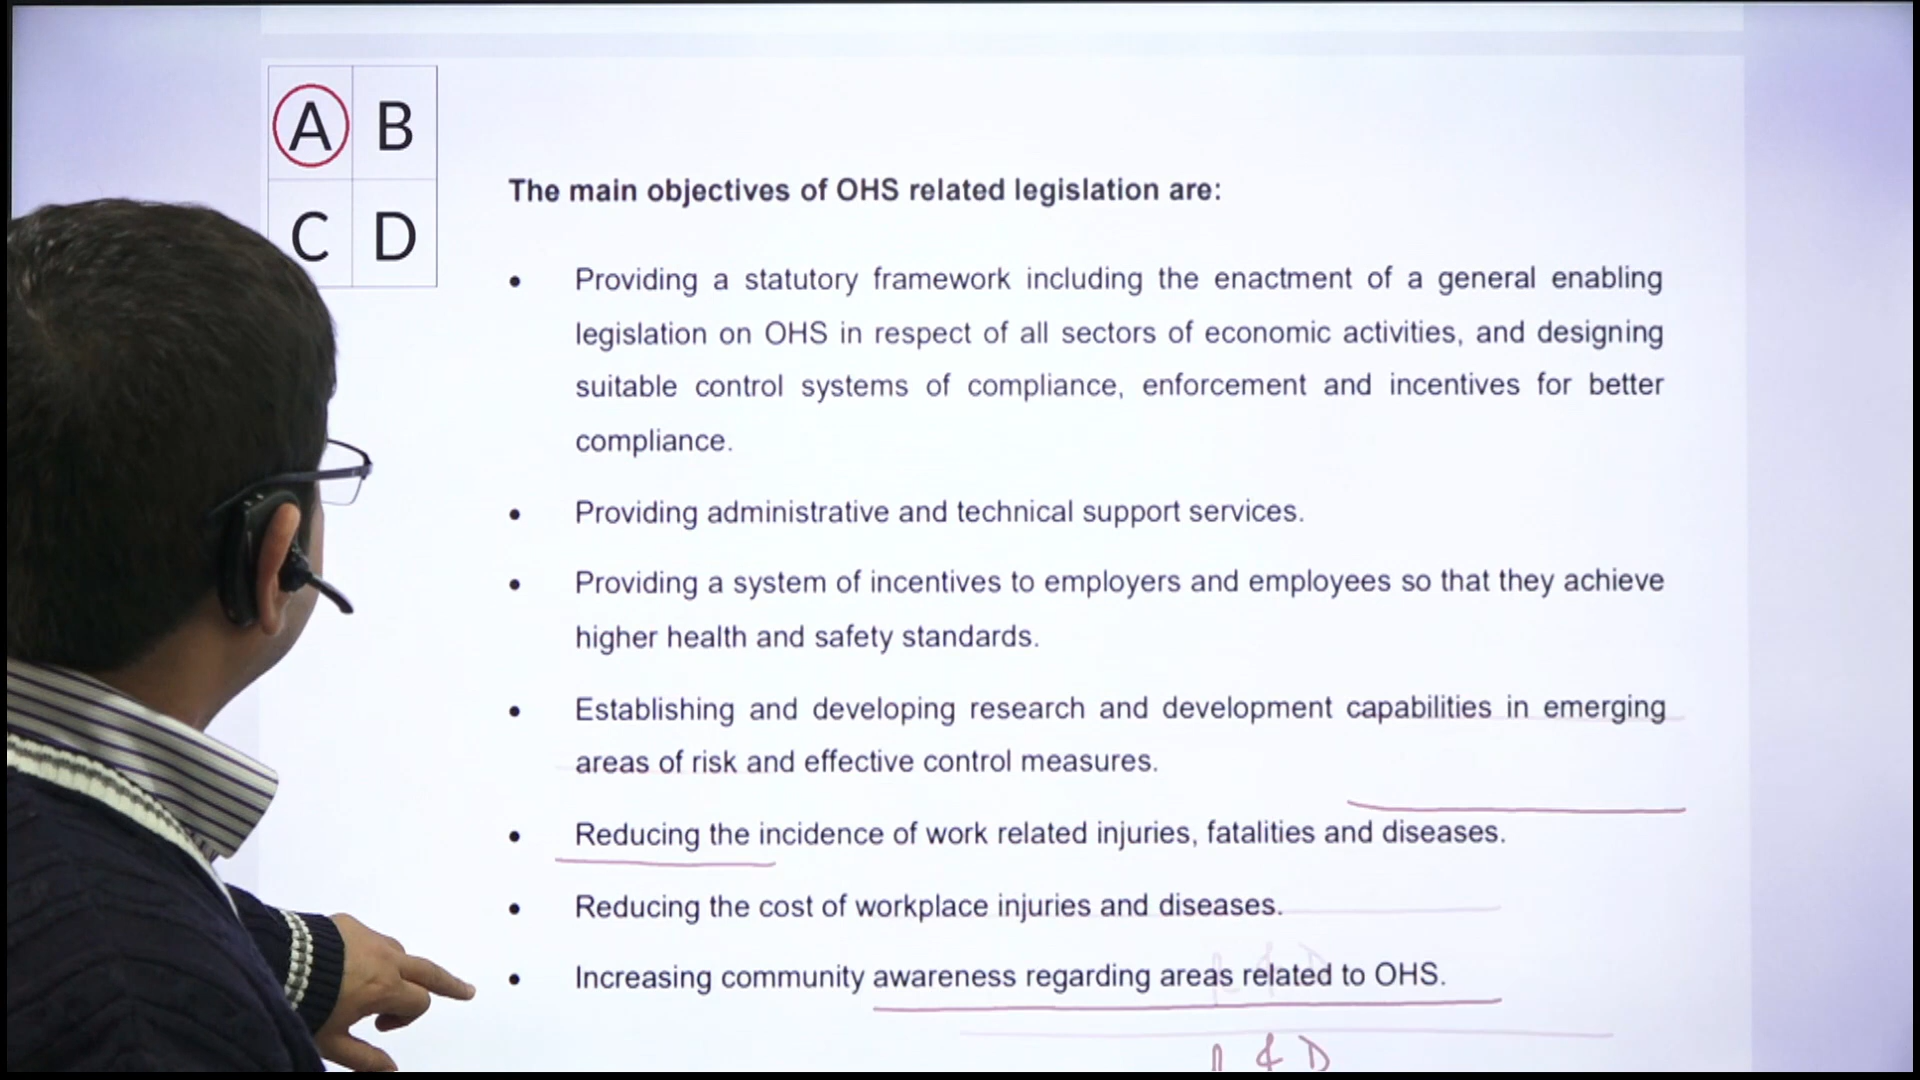 A B
C D
The main objectives of OHS related legislation are:
• Providing a statutory framework including the enactment of a general enabling
legislation on OHS in respect of all sectors of economic activities, and designing
suitable control systems of compliance, enforcement and incentives for better
compliance.
• Providing administrative and technical support services.
• Providing a system of incentives to employers and employees so that they achieve
higher health and safety standards.
• Establishing and developing research and development capabilities in emerging
areas of risk and effective control measures.
• Reducing the incidence of work related injuries, fatalities and diseases.
• Reducing the cost of workplace injuries and diseases.
• Increasing community awareness regarding areas related to OHS.
& D